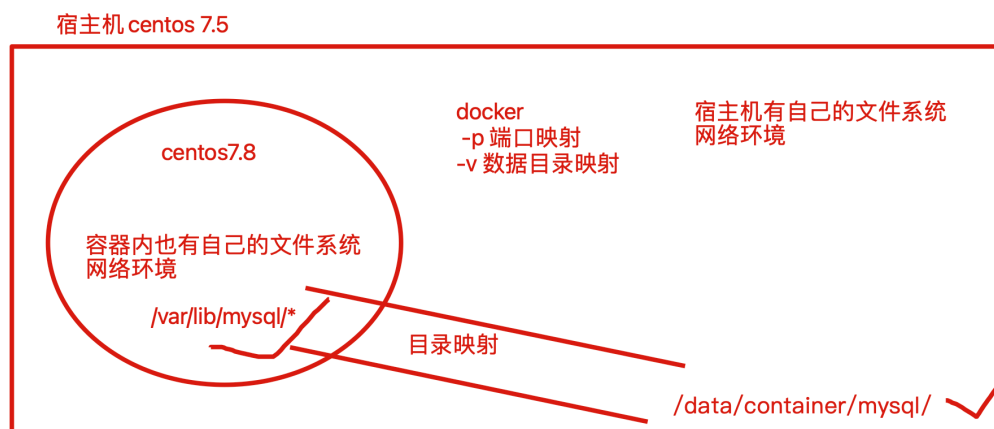 宿主机 centos 7.5
docker
-p 端口映射
-v 数据目录映射
宿主机有自己的文件系统
网络环境
centos7.8
容器内也有自己的文件系统
网络环境
/var/lib/mysql/*
目录映射
/data/container/mysql/